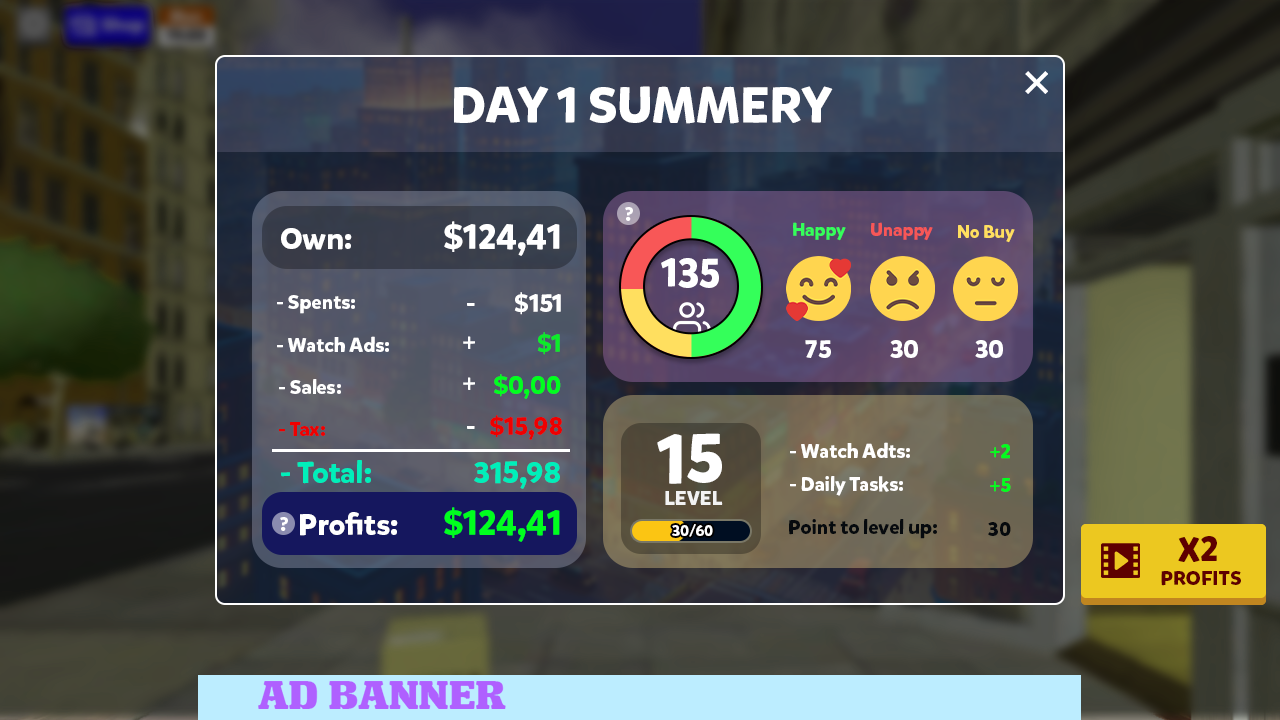 DAY 1 SUMMERY
Own: $124,41
- Spents: - $151
- Watch Ads: + $1
- Sales: + $0,00
- Tax: - $15,98
- Total: 315,98
? Profits: $124,41
?
135
Happy Unappy No Buy
75 30 30
15
LEVEL
30/60
- Watch Adts: +2
- Daily Tasks: +5
Point to level up: 30
X2
PROFITS
AD BANNER